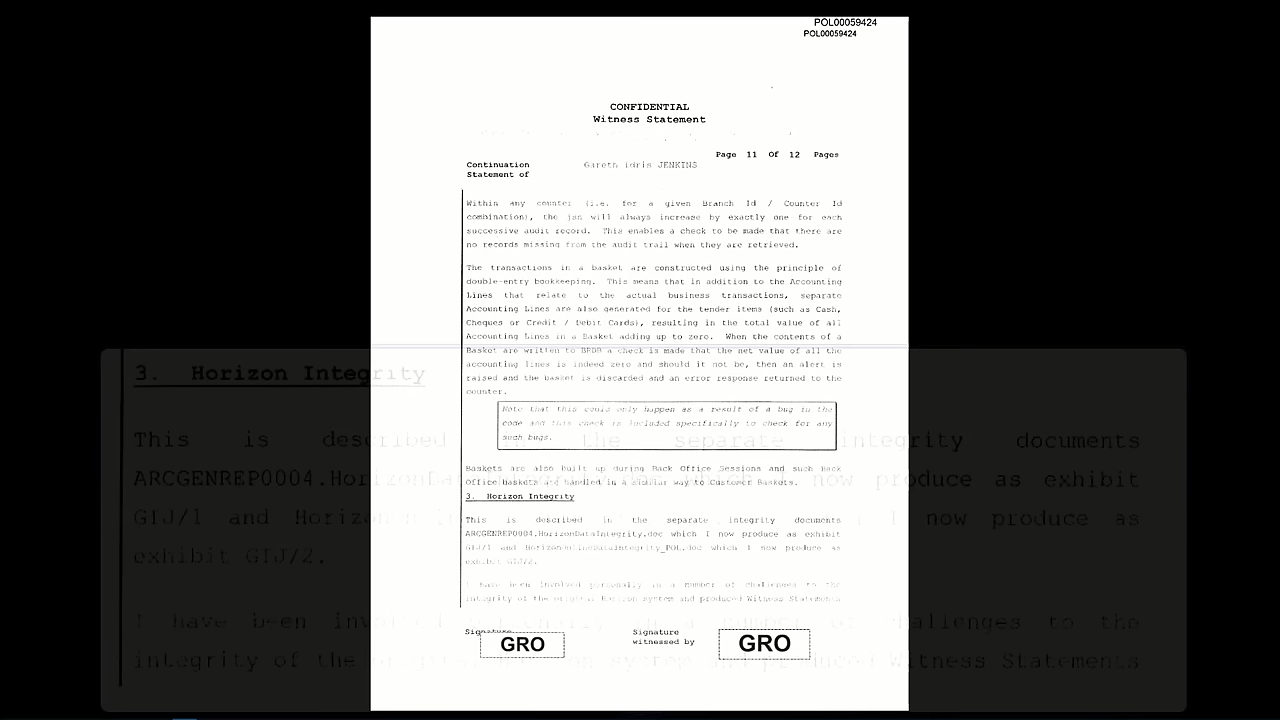 POL00059424
POL00059424
CONFIDENTIAL
Witness Statement
Page 11 Of 12 Pages
Continuation
Statement of
Gareth Idris JENKINS
Within any counter (i.e. for a given Branch Id / Counter Id
combination), the jsn will always increase by exactly one for each
successive audit record. This enables a check to be made that there are
no records missing from the audit trail when they are retrieved.
The transactions in a basket are constructed using the principle of
double-entry bookkeeping. This means that in addition to the Accounting
Lines that relate to the actual business transactions, separate
Accounting Lines are also generated for the tender items (such as Cash,
Cheques or Credit / Debit Cards), resulting in the total value of all
Accounting Lines in a Basket adding up to zero. When the contents of a
Basket are written to BRDB a check is made that the net value of all the
accounting lines is indeed zero and should it not be, then an alert is
raised and the basket is discarded and an error response returned to the
counter.
Note that this could only happen as a result of a bug in the
code and this check is included specifically to check for any
such bugs.
Baskets are also built up during Back Office Sessions and such Back
Office baskets are handled in a similar way to Customer Baskets.
3. Horizon Integrity
This is described in the separate integrity documents
ARCGENREP0004.HorizonDataIntegrity.doc which I now produce as exhibit
GIJ/1 and HorizonOnlineDataIntegrity_POL.doc which I now produce as
exhibit GIJ/2.
I have been involved personally in a number of challenges to the
integrity of the original Horizon system and produced Witness Statements
Signature
GRO
Signature
witnessed by
GRO
3. Horizon Integrity
This is described in the separate integrity documents
ARCGENREP0004.HorizonDataIntegrity.doc which I now produce as exhibit
GIJ/1 and Horizon I now produce as
exhibit GIJ/2.
I have been involved personally in a number of challenges to the
integrity of the original Horizon system and produced Witness Statements